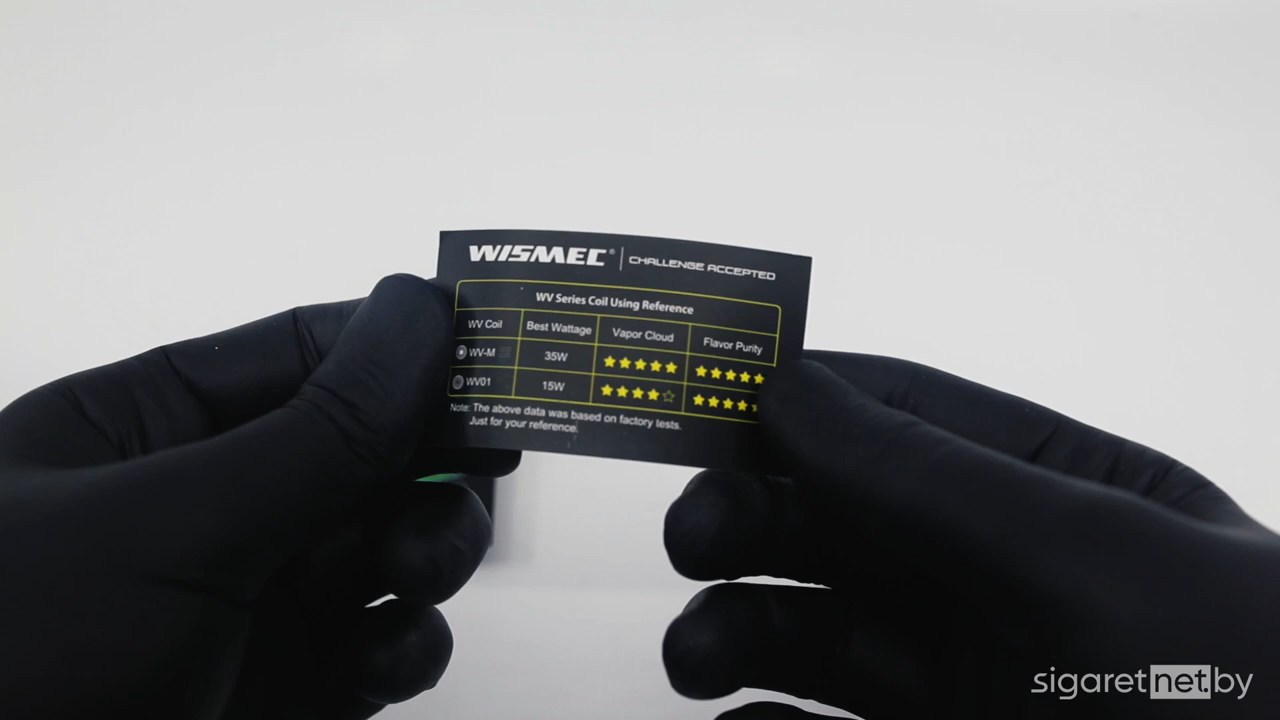 WISMEC® | CHALLENGE ACCEPTED
WV Series Coil Using Reference
WV Coil Best Wattage Vapor Cloud Flavor Purity
WV-M 35W ★★★★★ ★★★★★
WV01 15W ★★★★☆ ★★★★
Note: The above data was based on factory tests.
Just for your reference.
sigaretnet.by